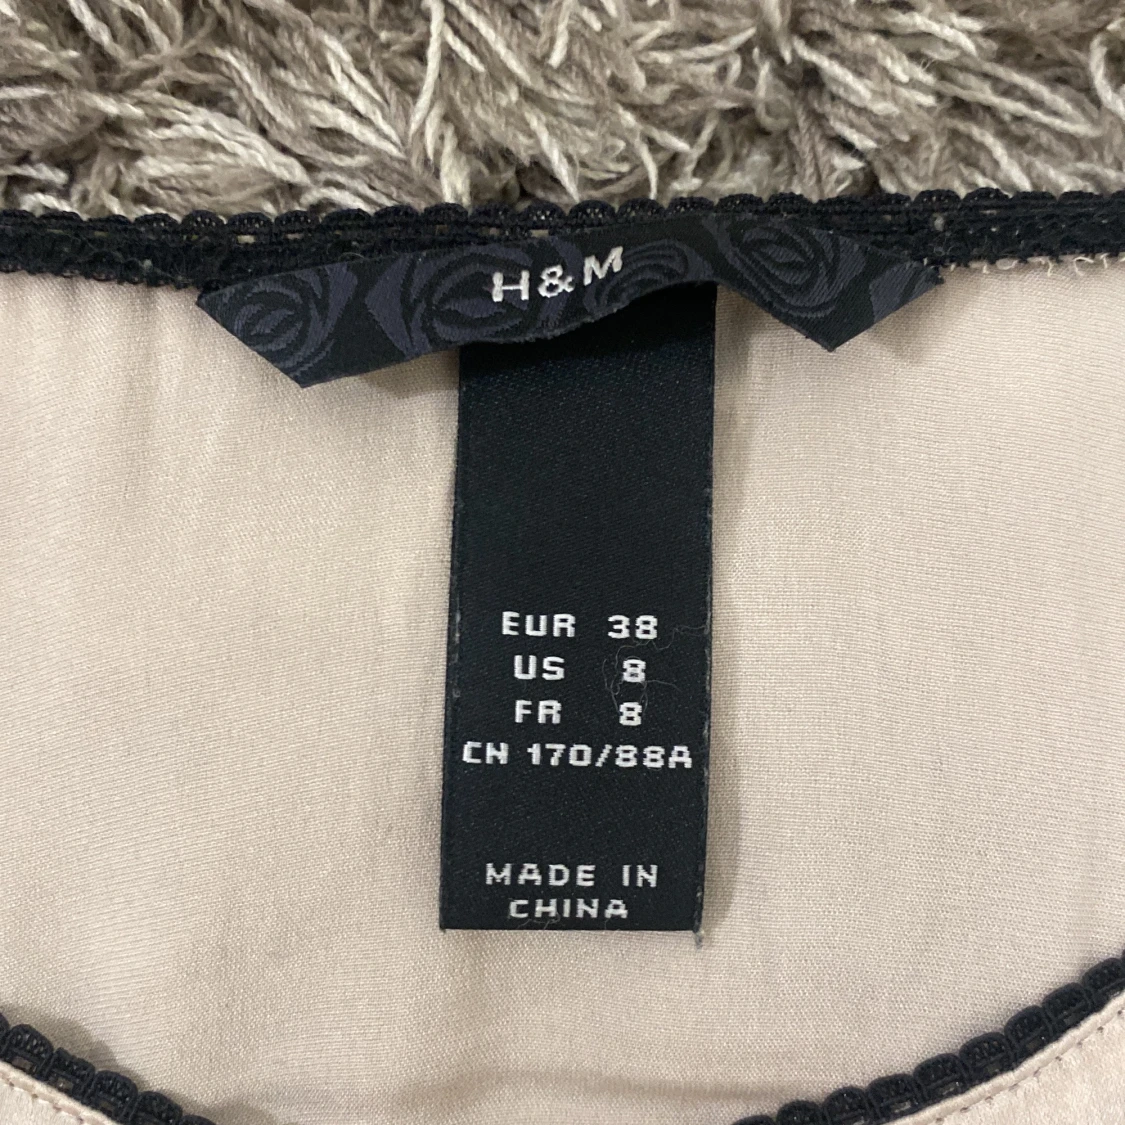 H&M
EUR 38
US 8
FR 8
CN 170/88A
MADE IN
CHINA